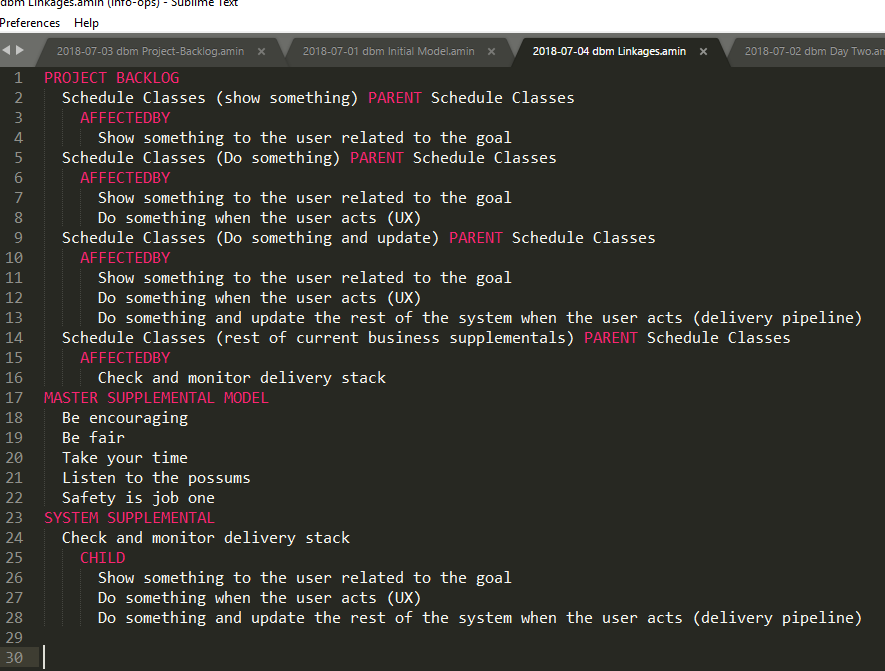 dbm Linkages.amin (info-ops) - Sublime Text
Preferences Help
2018-07-03 dbm Project-Backlog.amin × 2018-07-01 dbm Initial Model.amin × 2018-07-04 dbm Linkages.amin × 2018-07-02 dbm Day Two.am
1 PROJECT BACKLOG
2 Schedule Classes (show something) PARENT Schedule Classes
3 AFFECTEDBY
4 Show something to the user related to the goal
5 Schedule Classes (Do something) PARENT Schedule Classes
6 AFFECTEDBY
7 Show something to the user related to the goal
8 Do something when the user acts (UX)
9 Schedule Classes (Do something and update) PARENT Schedule Classes
10 AFFECTEDBY
11 Show something to the user related to the goal
12 Do something when the user acts (UX)
13 Do something and update the rest of the system when the user acts (delivery pipeline)
14 Schedule Classes (rest of current business supplementals) PARENT Schedule Classes
15 AFFECTEDBY
16 Check and monitor delivery stack
17 MASTER SUPPLEMENTAL MODEL
18 Be encouraging
19 Be fair
20 Take your time
21 Listen to the possums
22 Safety is job one
23 SYSTEM SUPPLEMENTAL
24 Check and monitor delivery stack
25 CHILD
26 Show something to the user related to the goal
27 Do something when the user acts (UX)
28 Do something and update the rest of the system when the user acts (delivery pipeline)
29
30